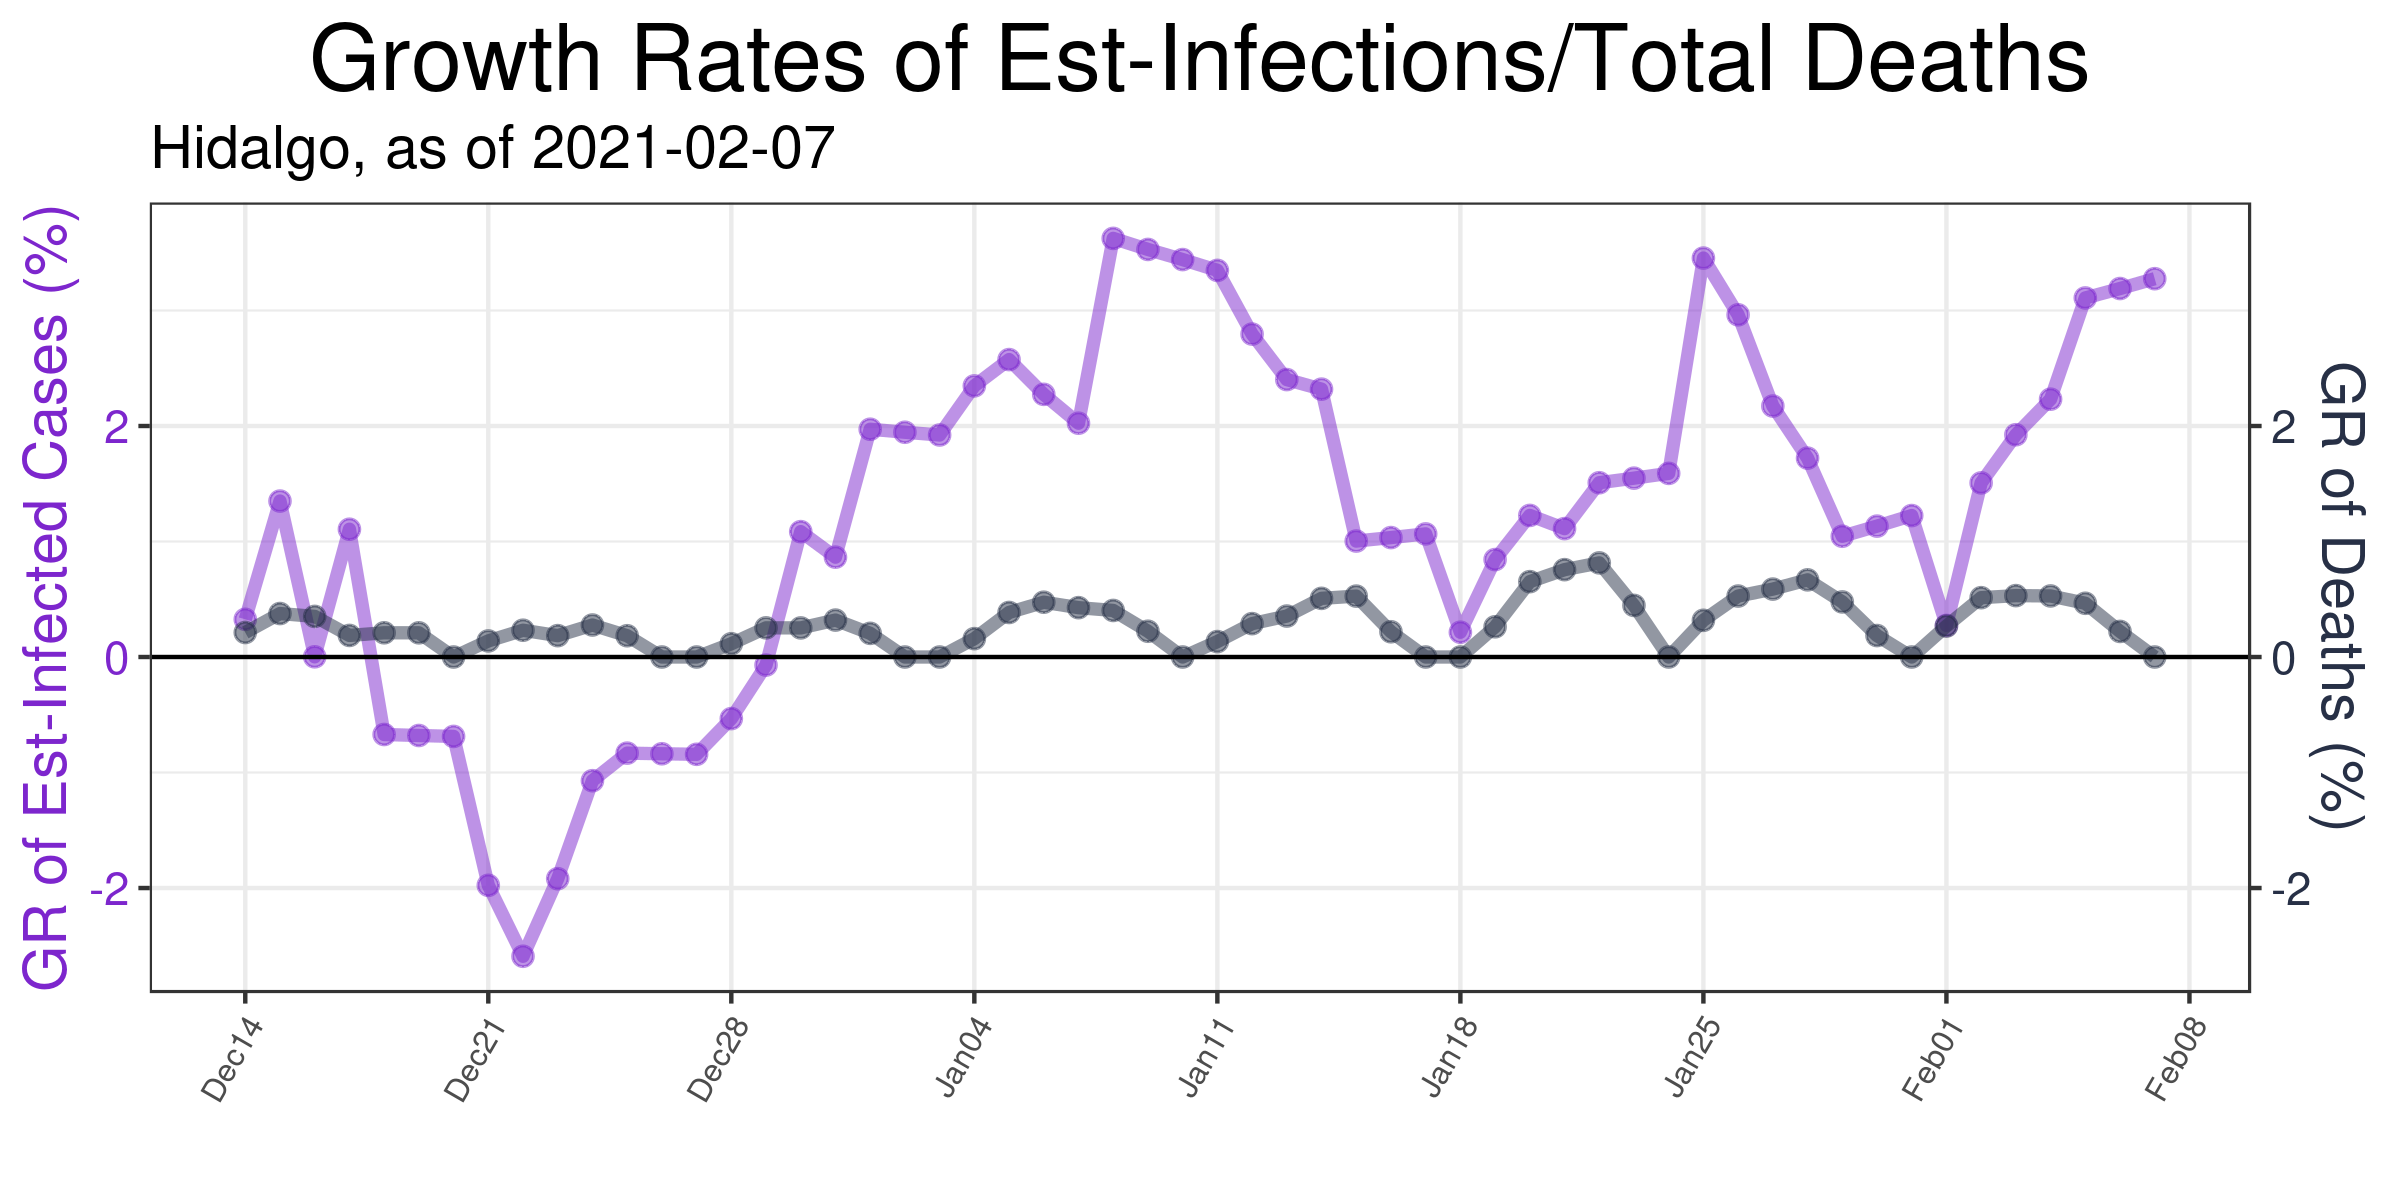 Growth Rates of Est-Infections/Total Deaths
Hidalgo, as of 2021-02-07
GR of Est-Infected Cases (%)
2
0
-2
2
0
-2
GR of Deaths (%)
Dec14
Dec21
Dec28
Jan04
Jan11
Jan18
Jan25
Feb01
Feb08